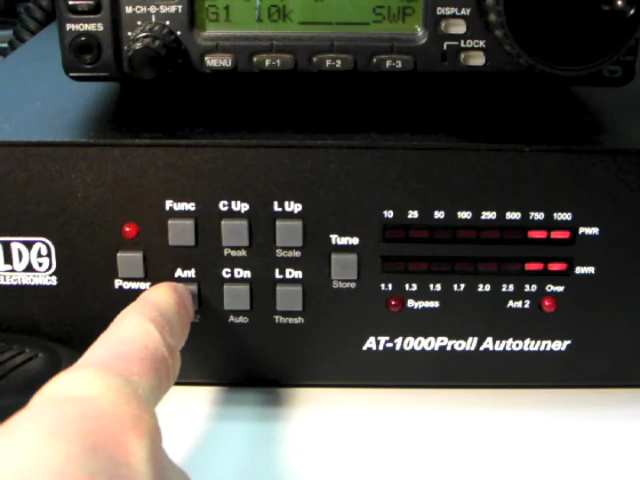 M-CH-⊙-SHIFT
PHONES
G1 10k SWP
DISPLAY
LOCK
MENU F-1 F-2 F-3
LDG
ELECTRONICS
Func C Up L Up
Peak Scale
Tune
Store
Power
Ant C Dn L Dn
2 Auto Thresh
10 25 50 100 250 500 750 1000
PWR
SWR
1.1 1.3 1.5 1.7 2.0 2.5 3.0 Over
Bypass Ant 2
AT-1000ProII Autotuner